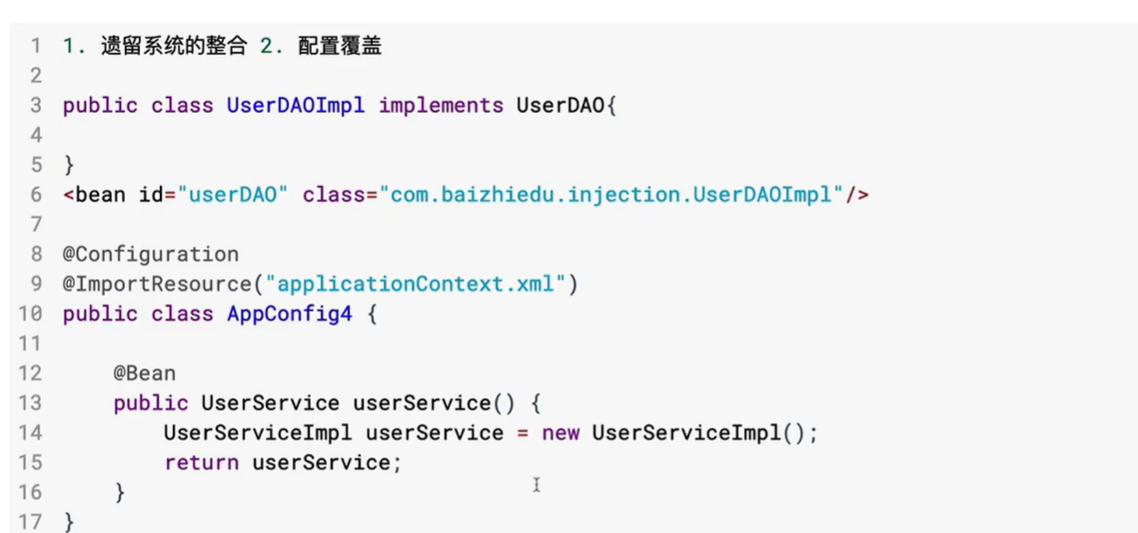 1 1. 遗留系统的整合 2. 配置覆盖
2
3 public class UserDAOImpl implements UserDAO{
4
5 }
6 <bean id="userDAO" class="com.baizhiedu.injection.UserDAOImpl"/>
7
8 @Configuration
9 @ImportResource("applicationContext.xml")
10 public class AppConfig4 {
11
12     @Bean
13     public UserService userService() {
14         UserServiceImpl userService = new UserServiceImpl();
15         return userService;
16     }
17 }